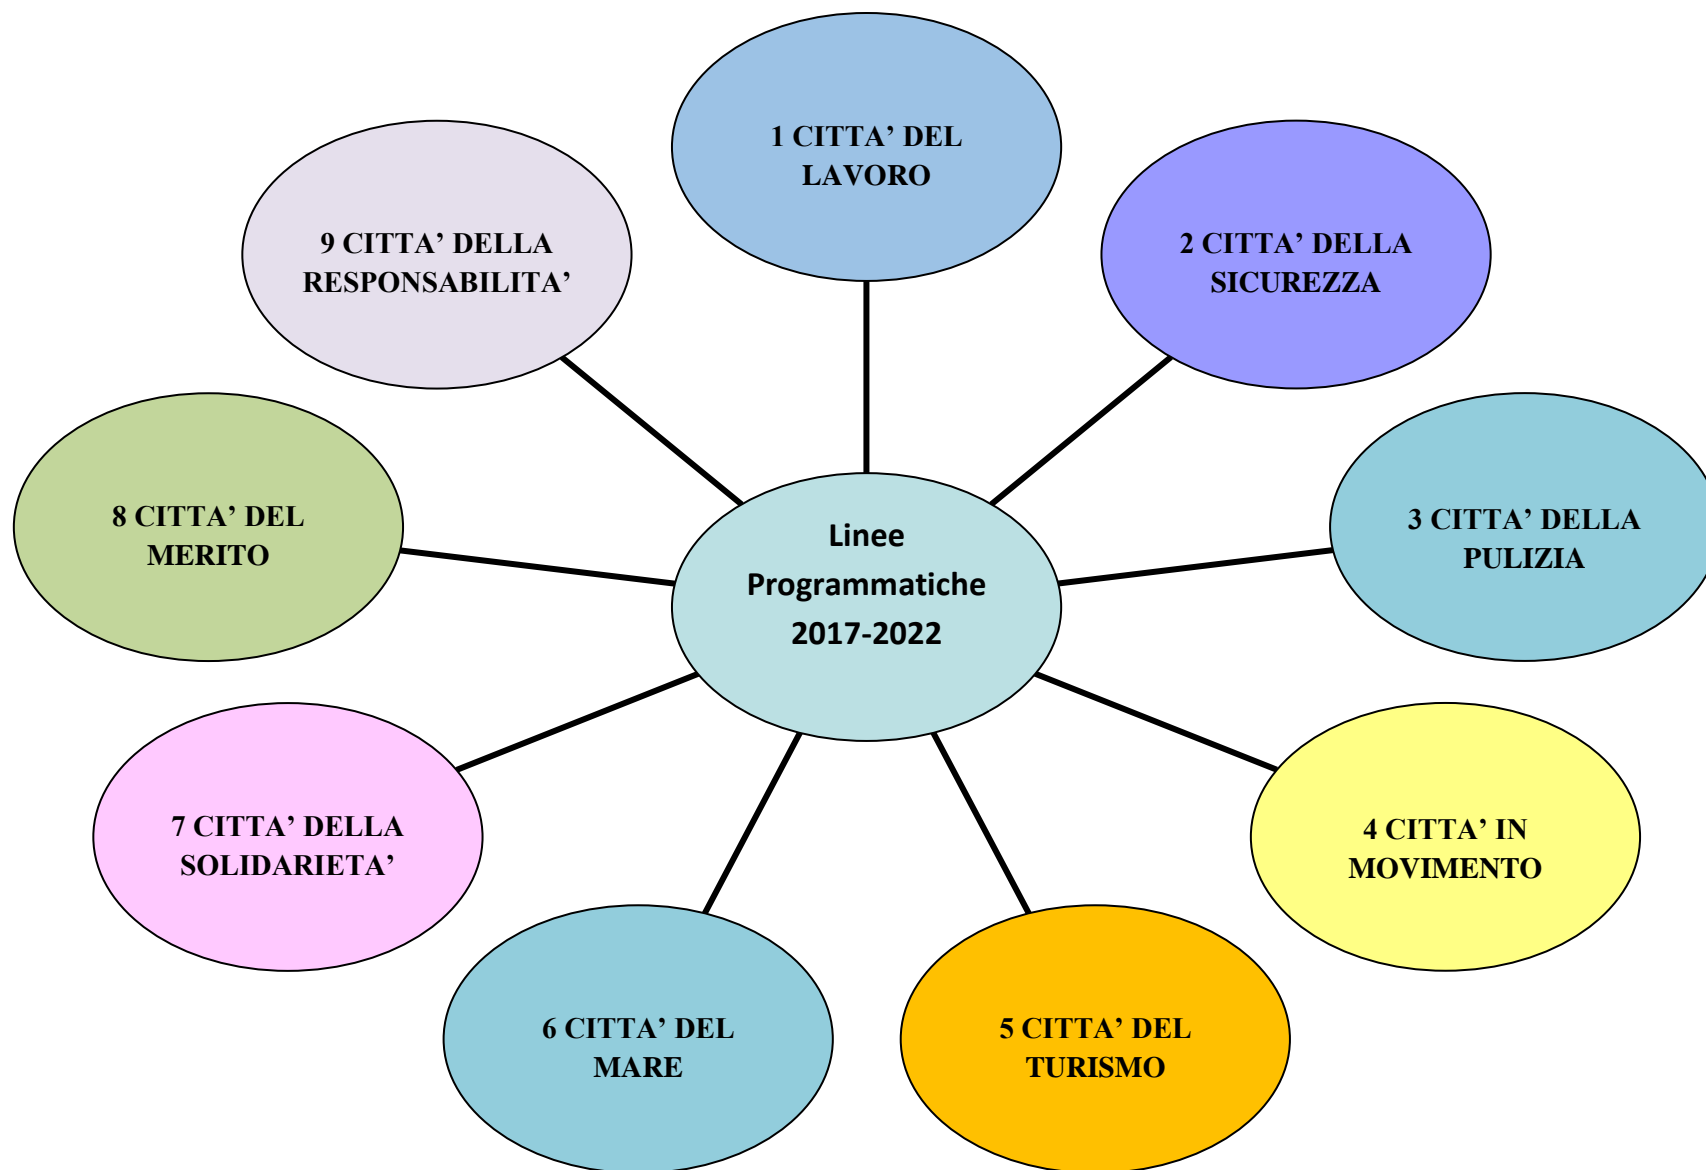 1 CITTA’ DEL
LAVORO
2 CITTA’ DELLA
SICUREZZA
3 CITTA’ DELLA
PULIZIA
4 CITTA’ IN
MOVIMENTO
5 CITTA’ DEL
TURISMO
6 CITTA’ DEL
MARE
7 CITTA’ DELLA
SOLIDARIETA’
8 CITTA’ DEL
MERITO
9 CITTA’ DELLA
RESPONSABILITA’
Linee
Programmatiche
2017-2022